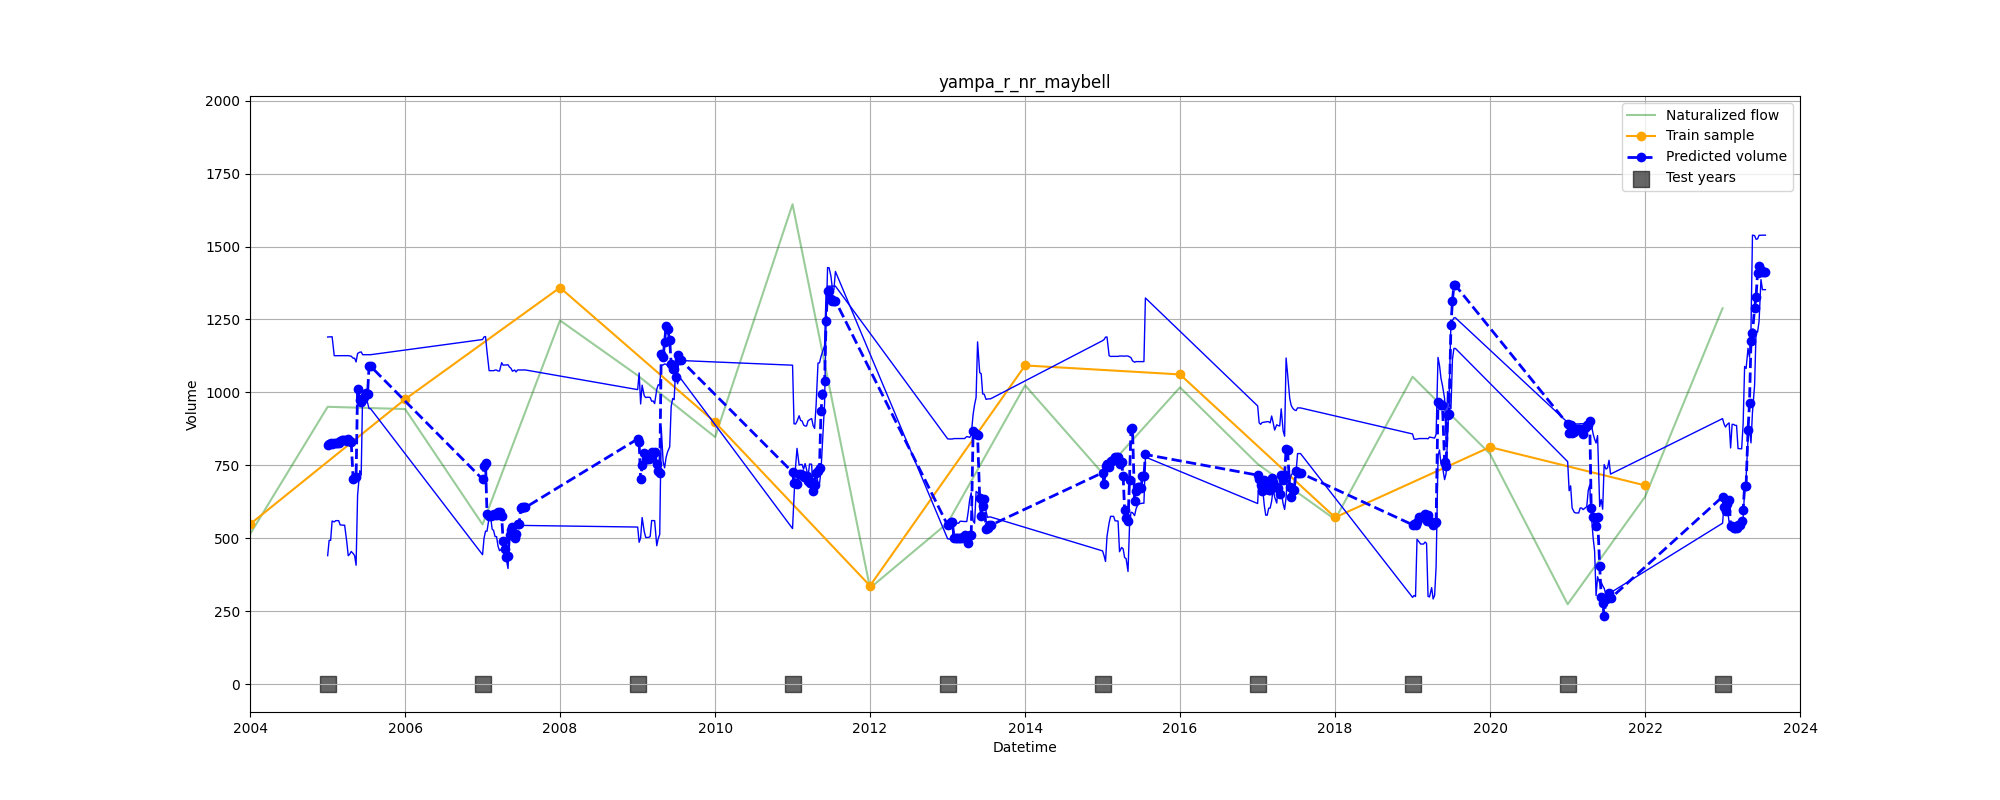 yampa_r_nr_maybell
2000
1750
1500
1250
1000
750
500
250
0
Volume
Naturalized flow
Train sample
Predicted volume
Test years
2004 2006 2008 2010 2012 2014 2016 2018 2020 2022 2024
Datetime